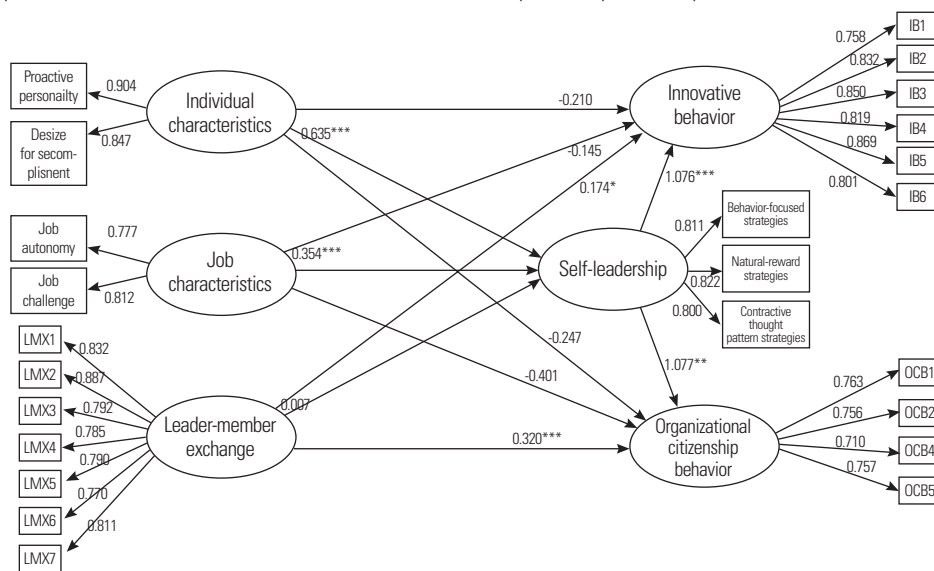 Proactive
personailty
Desize
for secom-
plisnent
0.904
0.847
Individual
characteristics
Job
autonomy
Job
challenge
0.777
0.812
Job
characteristics
LMX1
LMX2
LMX3
LMX4
LMX5
LMX6
LMX7
0.832
0.887
0.792
0.785
0.790
0.770
0.811
Leader-member
exchange
-0.210
0.635***
-0.145
0.174*
0.354***
-0.247
-0.401
0.007
0.320***
Innovative
behavior
1.076***
Self-leadership
1.077**
Organizational
citizenship
behavior
0.758
0.832
0.850
0.819
0.869
0.801
IB1
IB2
IB3
IB4
IB5
IB6
0.811
0.822
0.800
Behavior-focused
strategies
Natural-reward
strategies
Contractive
thought
pattern strategies
0.763
0.756
0.710
0.757
OCB1
OCB2
OCB4
OCB5